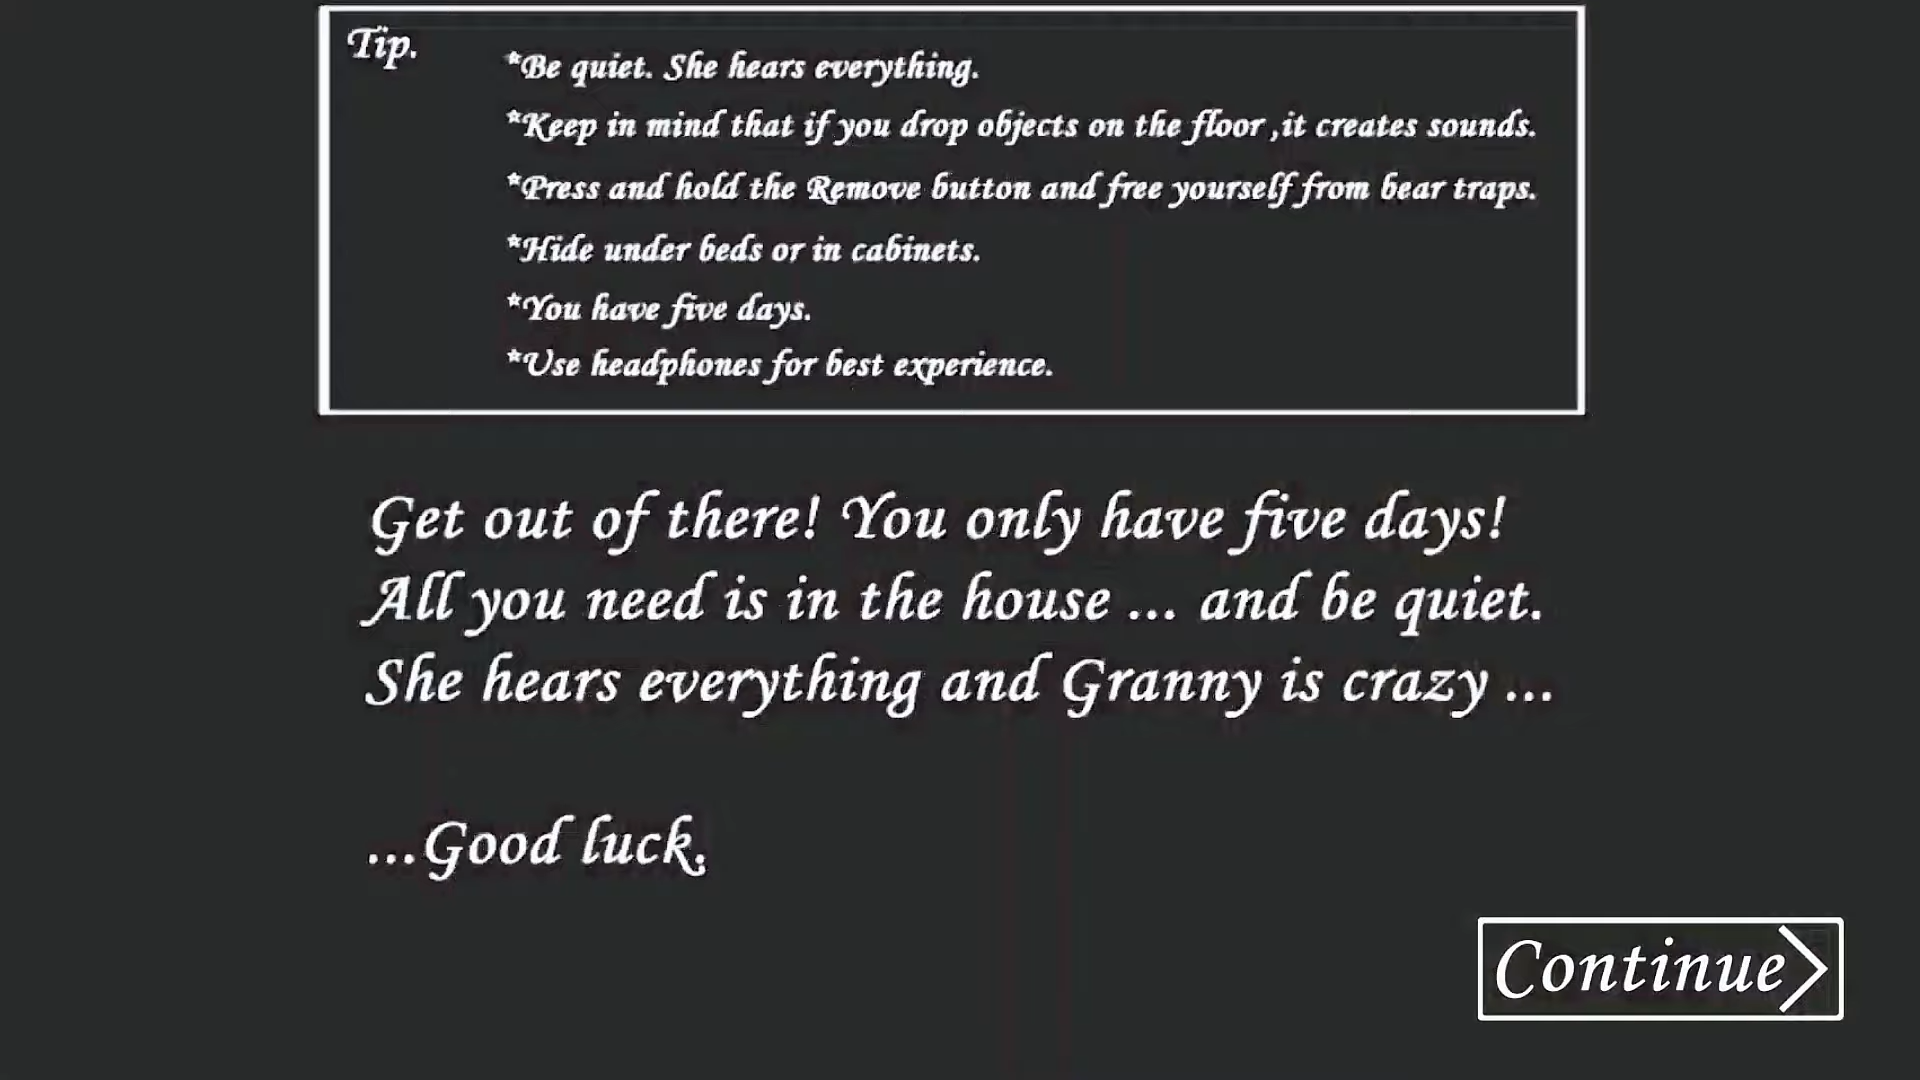 Tip.
*Be quiet. She hears everything.
*Keep in mind that if you drop objects on the floor ,it creates sounds.
*Press and hold the Remove button and free yourself from bear traps.
*Hide under beds or in cabinets.
*You have five days.
*Use headphones for best experience.
Get out of there! You only have five days!
All you need is in the house ... and be quiet.
She hears everything and Granny is crazy ...
...Good luck.
Continue